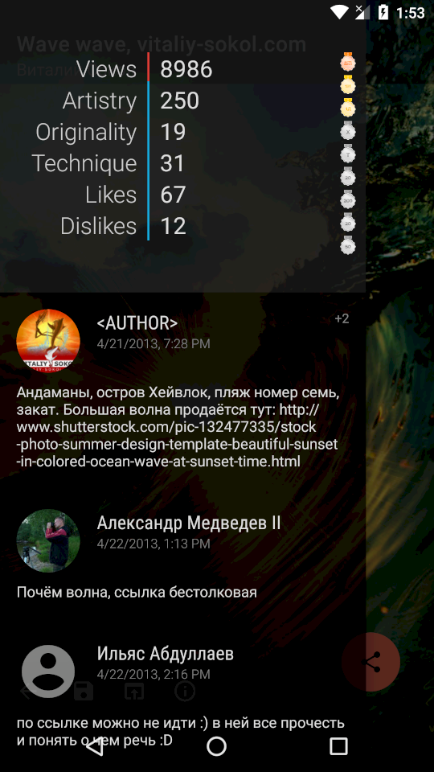 1:53
Wave wave, vitaliy-sokol.com
Views 8986
Artistry 250
Originality 19
Technique 31
Likes 67
Dislikes 12
<AUTHOR>
+2
4/21/2013, 7:28 PM
Андаманы, остров Хейвлок, пляж номер семь,
закат. Большая волна продаётся тут: http://
www.shutterstock.com/pic-132477335/stock
-photo-summer-design-template-beautiful-sunset
-in-colored-ocean-wave-at-sunset-time.html
Александр Медведев II
4/22/2013, 1:13 PM
Почём волна, ссылка бестолковая
Ильяс Абдуллаев
4/22/2013, 2:16 PM
по ссылке можно не идти :) в ней все прочесть
и понять о чем речь :D